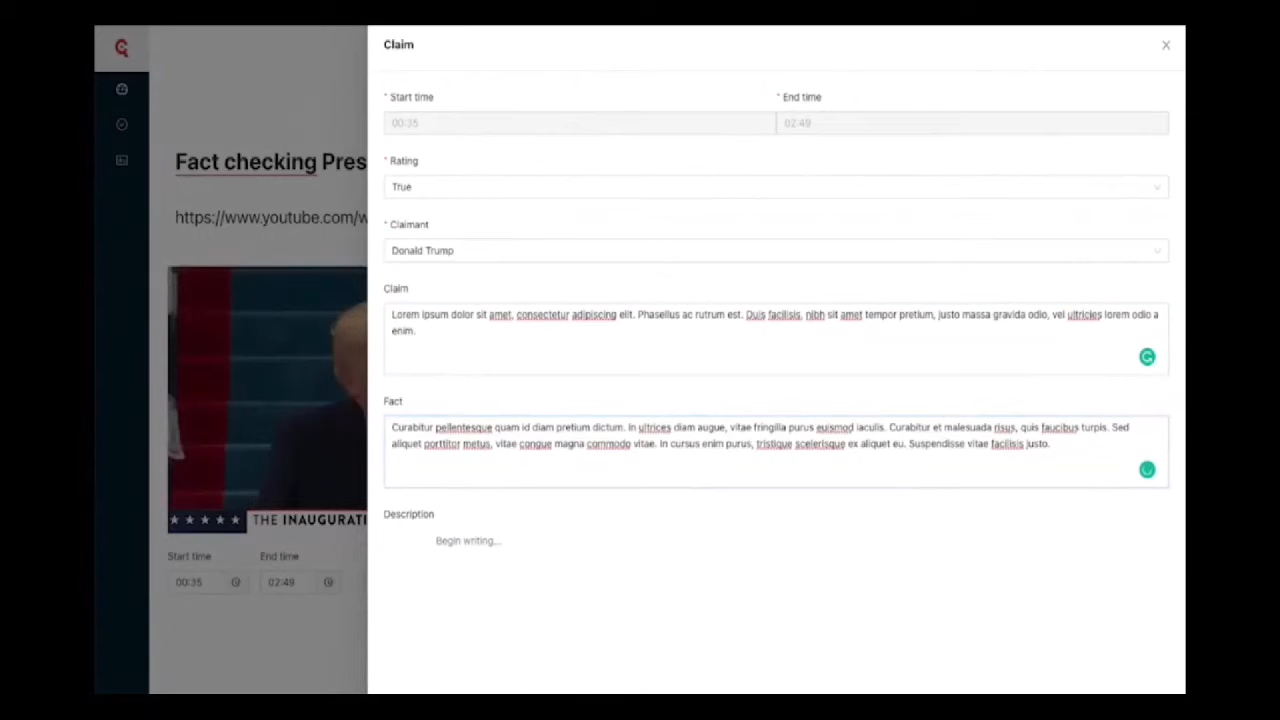 Claim
* Start time
* End time
00:35
02:49
* Rating
True
* Claimant
Donald Trump
Claim
Lorem ipsum dolor sit amet, consectetur adipiscing elit. Phasellus ac rutrum est. Duis facilisis, nibh sit amet tempor pretium, justo massa gravida odio, vel ultricies lorem odio a
enim.
Fact
Curabitur pellentesque quam id diam pretium dictum. In ultrices diam augue, vitae fringilla purus euismod iaculis. Curabitur et malesuada risus, quis faucibus turpis. Sed
aliquet porttitor metus, vitae congue magna commodo vitae. In cursus enim purus, tristique scelerisque ex aliquet eu. Suspendisse vitae facilisis justo.
Description
Begin writing...
Fact checking Pres
https://www.youtube.com/w
THE INAUGURATI
Start time
End time
00:35
02:49